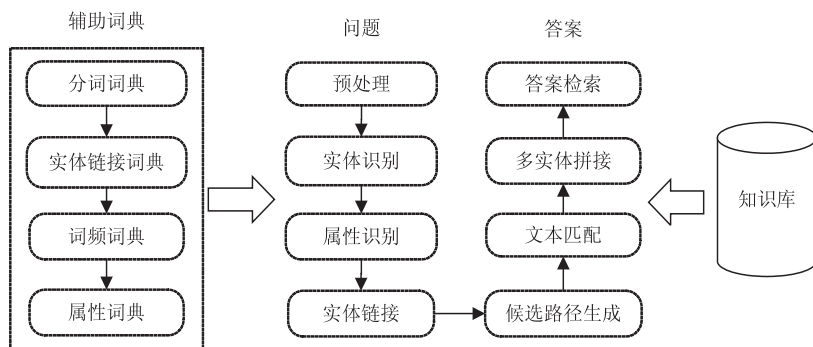 辅助词典
分词词典
实体链接词典
词频词典
属性词典
问题
预处理
实体识别
属性识别
实体链接
答案
答案检索
多实体拼接
文本匹配
候选路径生成
知识库